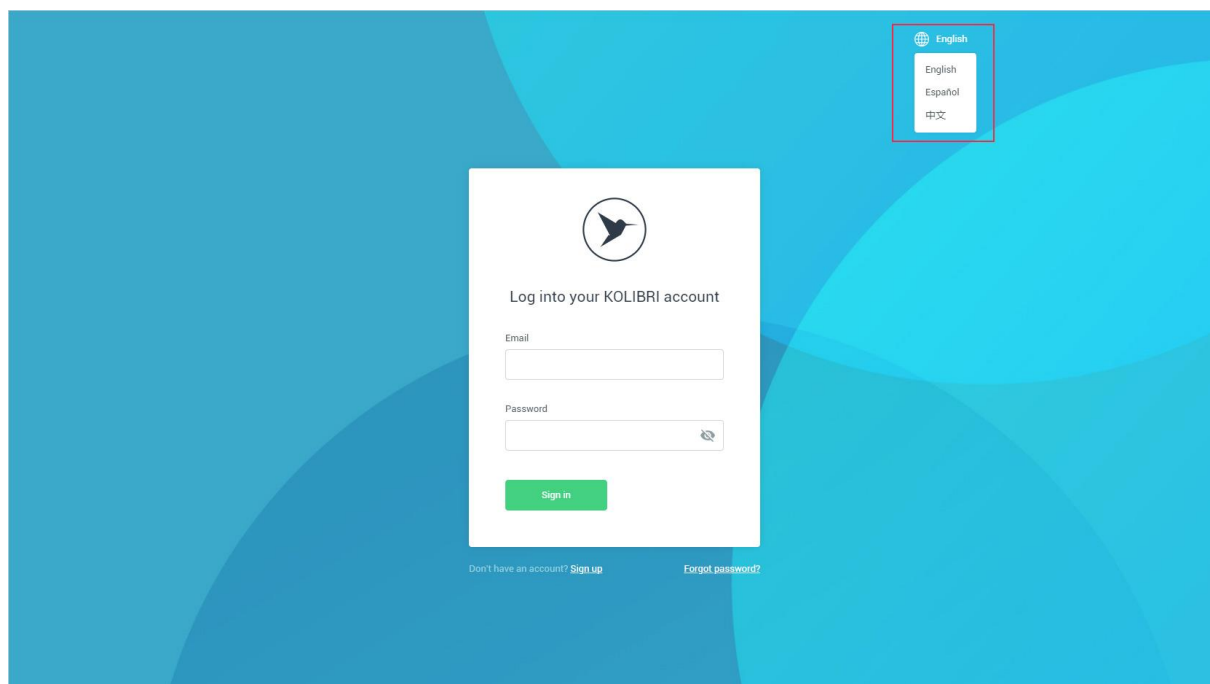 English
English
Español
中文
Log into your KOLIBRI account
Email
Password
Sign in
Don't have an account? Sign up
Forgot password?